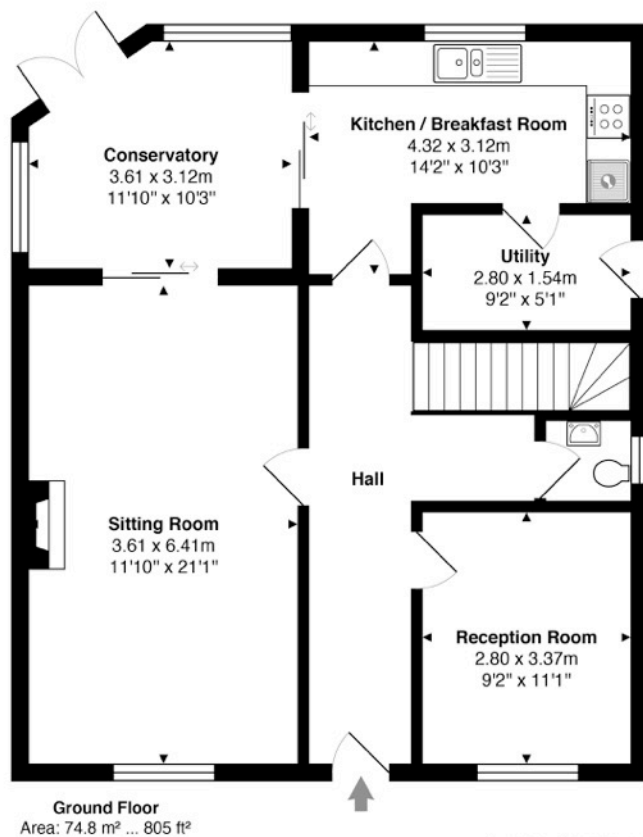 Conservatory
3.61 x 3.12m
11'10" x 10'3"
Kitchen / Breakfast Room
4.32 x 3.12m
14'2" x 10'3"
Utility
2.80 x 1.54m
9'2" x 5'1"
Hall
Sitting Room
3.61 x 6.41m
11'10" x 21'1"
Reception Room
2.80 x 3.37m
9'2" x 11'1"
Ground Floor
Area: 74.8 m² ... 805 ft²